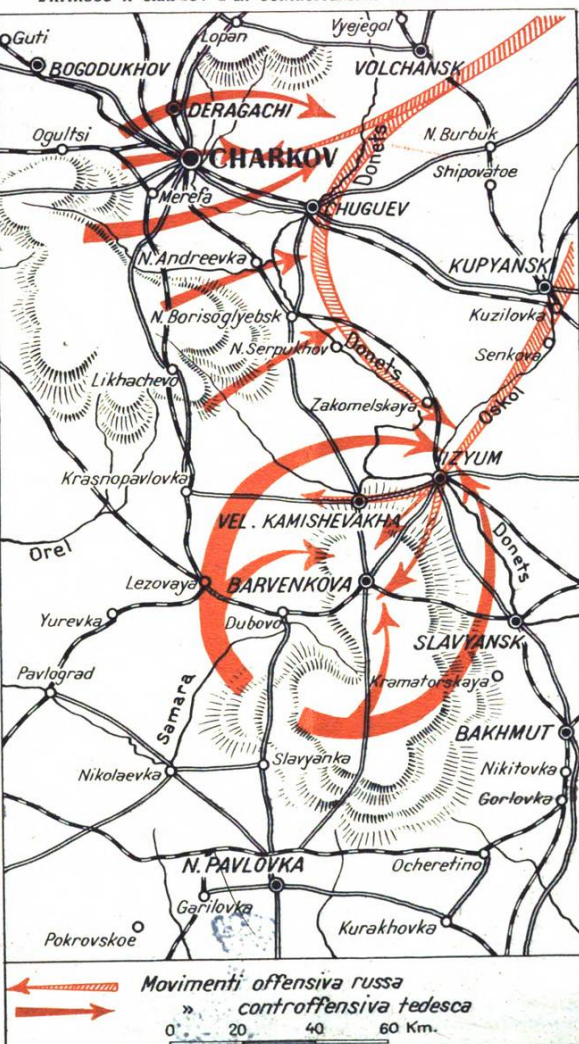 Guti
Lopan
Vyejegol
BOGODUKHOV
VOLCHANSK
DERAGACHI
Donets
Ogultsi
CHARKOV
N.Burbuk
Shipovatoe
Merefa
CHUGUEV
N.Andreevka
KUPYANSK
N.Borisoglyebsk
Kuzilovka
N.Serpukhov
Donets
Senkova
Likhachevo
Zakomelskaya
Oskol
IZYUM
Krasnopavlovka
VEL. KAMISHEVAKHA
Orel
Donets
Lezovaya
BARVENKOVA
Yurevka
Dubovo
SLAVYANSK
Pavlograd
Samara
Kramatorskaya
BAKHMUT
Nikolaevka
Slavyanka
Nikitovka
Gorlovka
N. PAVLOVKA
Ocheretino
Garilovka
Pokrovskoe
Kurakhovka
Movimenti offensiva russa
» controffensiva tedesca
0 20 40 60 Km.